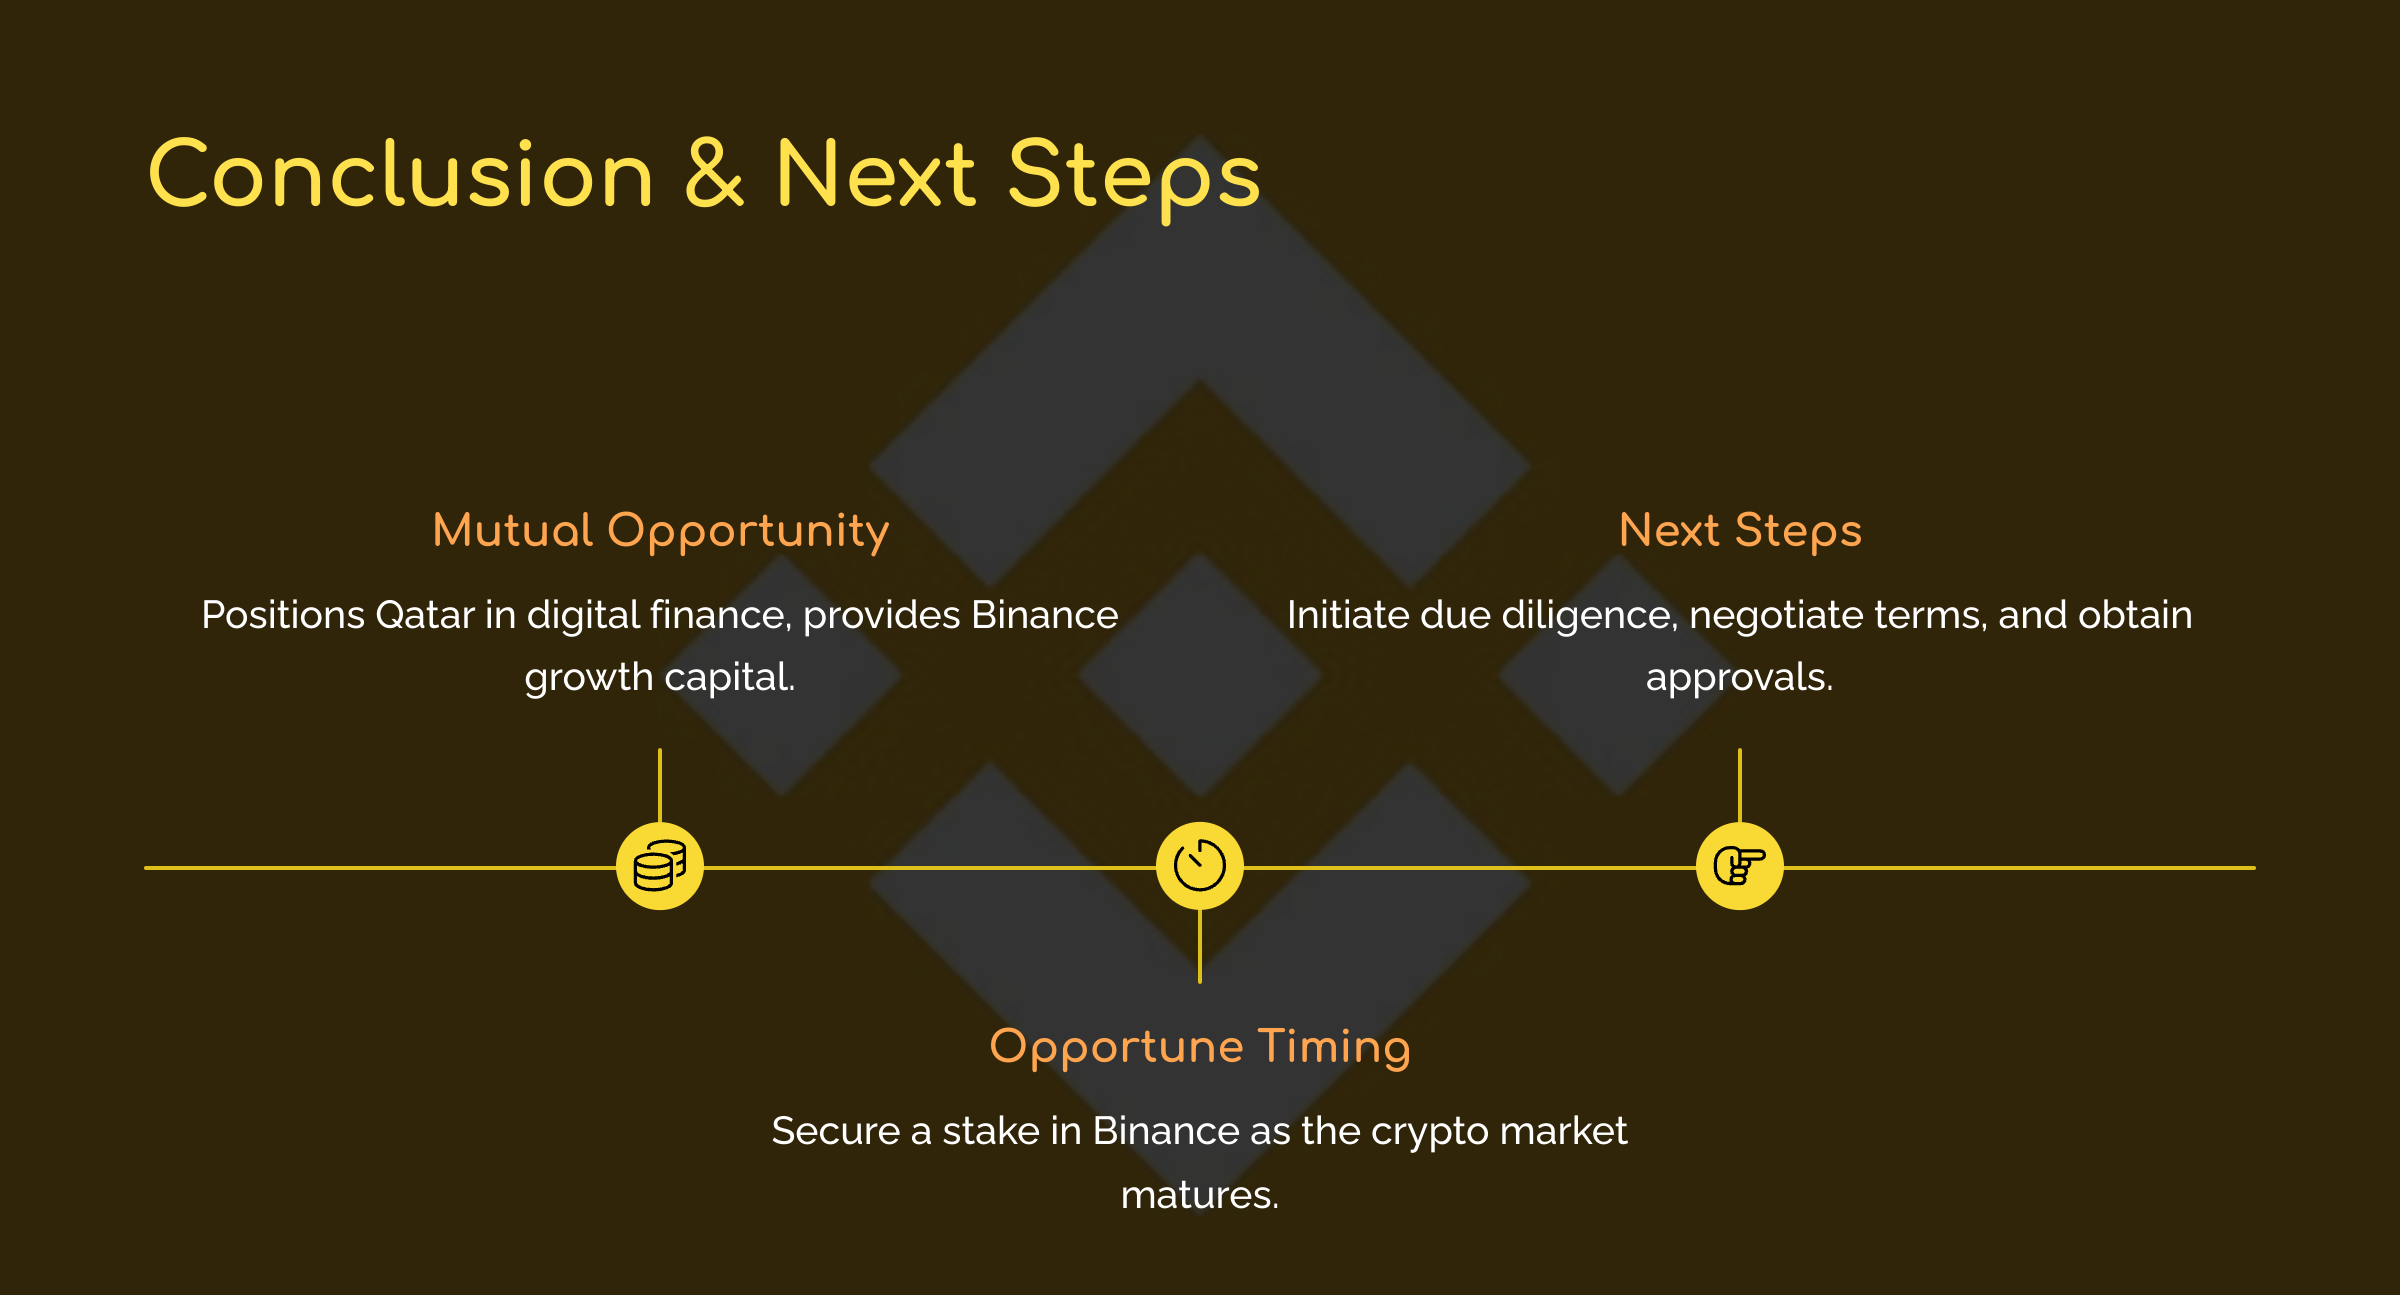 Conclusion & Next Steps
Mutual Opportunity
Positions Qatar in digital finance, provides Binance
growth capital.
Next Steps
Initiate due diligence, negotiate terms, and obtain
approvals.
Opportune Timing
Secure a stake in Binance as the crypto market
matures.